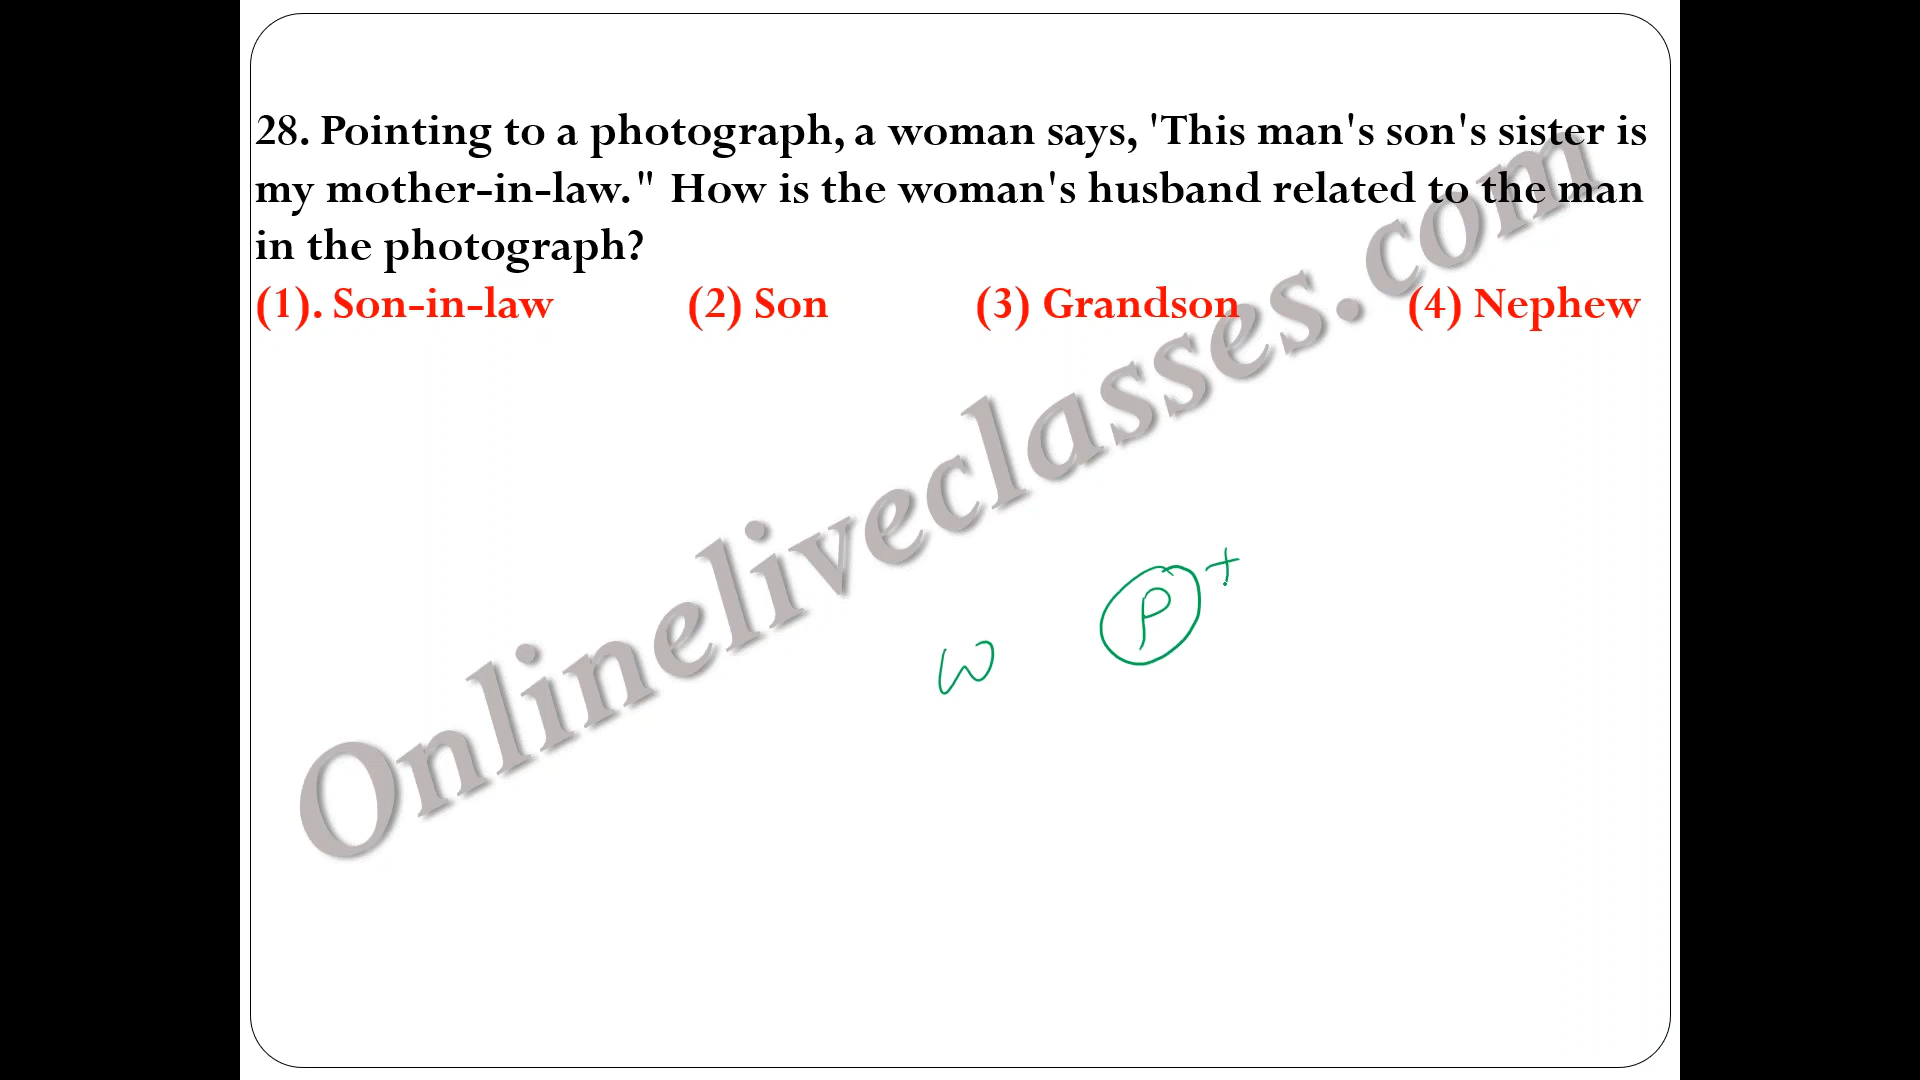 28. Pointing to a photograph, a woman says, 'This man's son's sister is
my mother-in-law." How is the woman's husband related to the man
in the photograph?
(1). Son-in-law (2) Son (3) Grandson (4) Nephew
Onlineliveclasses.com
P +
W